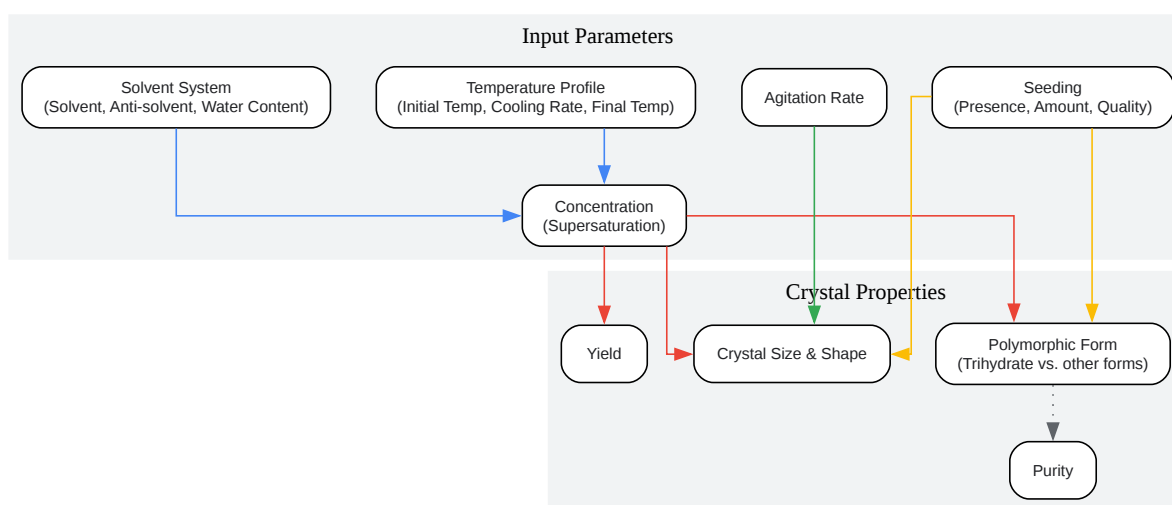 Input Parameters
Solvent System
(Solvent, Anti-solvent, Water Content)
Temperature Profile
(Initial Temp, Cooling Rate, Final Temp)
Agitation Rate
Seeding
(Presence, Amount, Quality)
Concentration
(Supersaturation)
Crystal Properties
Yield
Crystal Size & Shape
Polymorphic Form
(Trihydrate vs. other forms)
Purity